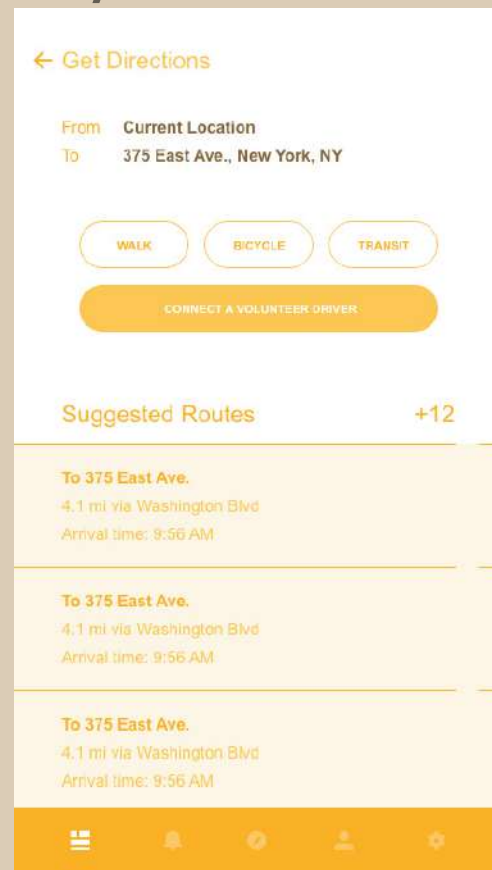 Get Directions
From Current Location
To 375 East Ave., New York, NY
WALK BICYCLE TRANSIT
CONNECT A VOLUNTEER DRIVER
Suggested Routes +12
To 375 East Ave.
4.1 mi via Washington Blvd
Arrival time: 9:56 AM
To 375 East Ave.
4.1 mi via Washington Blvd
Arrival time: 9:56 AM
To 375 East Ave.
4.1 mi via Washington Blvd
Arrival time: 9:56 AM